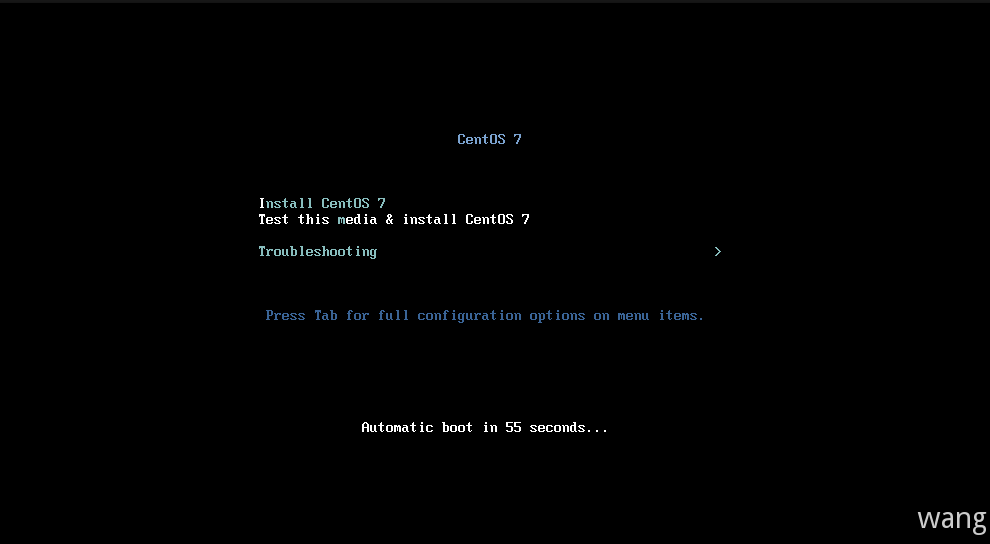 CentOS 7
Install CentOS 7
Test this media & install CentOS 7
Troubleshooting >
Press Tab for full configuration options on menu items.
Automatic boot in 55 seconds...
wang